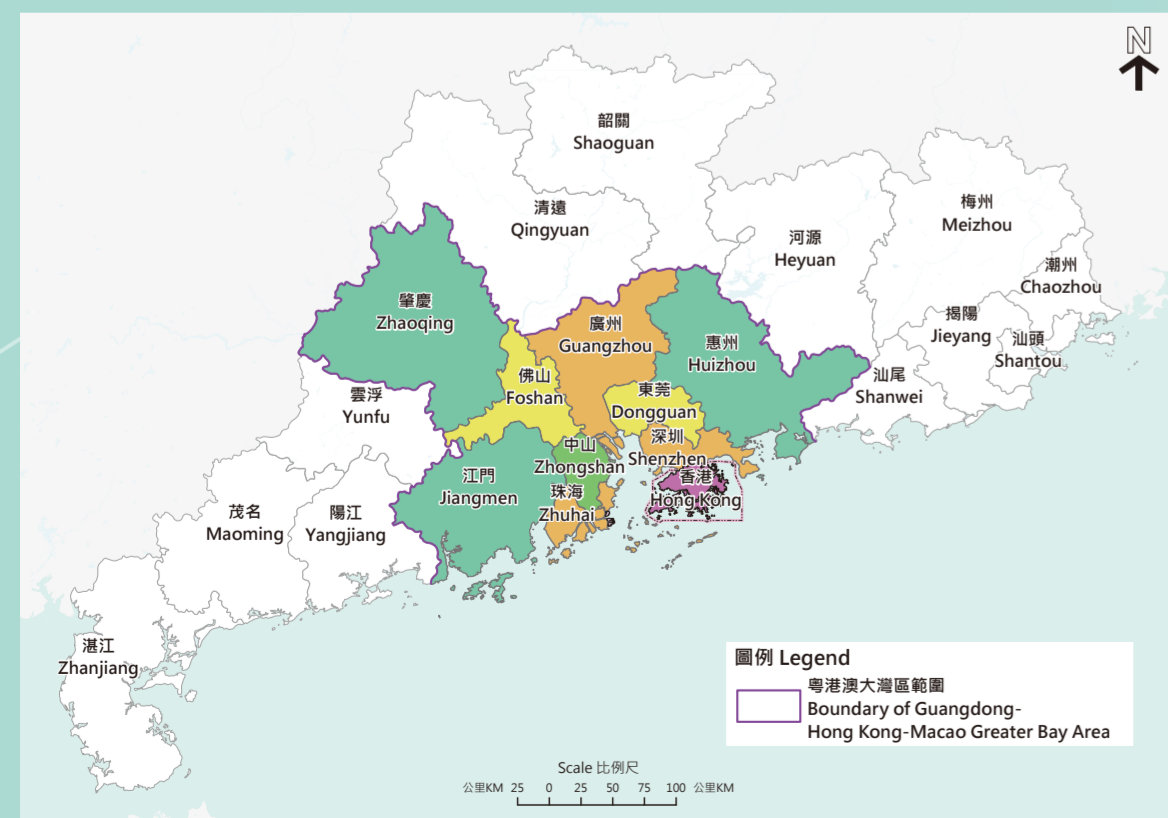 N
韶關
Shaoguan
清遠
Qingyuan
梅州
Meizhou
河源
Heyuan
潮州
Chaozhou
肇慶
Zhaoqing
廣州
Guangzhou
揭陽
Jieyang
惠州
Huizhou
汕頭
Shantou
佛山
Foshan
汕尾
Shanwei
東莞
Dongguan
雲浮
Yunfu
深圳
Shenzhen
中山
Zhongshan
江門
Jiangmen
香港
Hong Kong
珠海
Zhuhai
茂名
Maoming
陽江
Yangjiang
湛江
Zhanjiang
圖例 Legend
粵港澳大灣區範圍
Boundary of Guangdong-
Hong Kong-Macao Greater Bay Area
Scale 比例尺
公里KM 25 0 25 50 75 100 公里KM